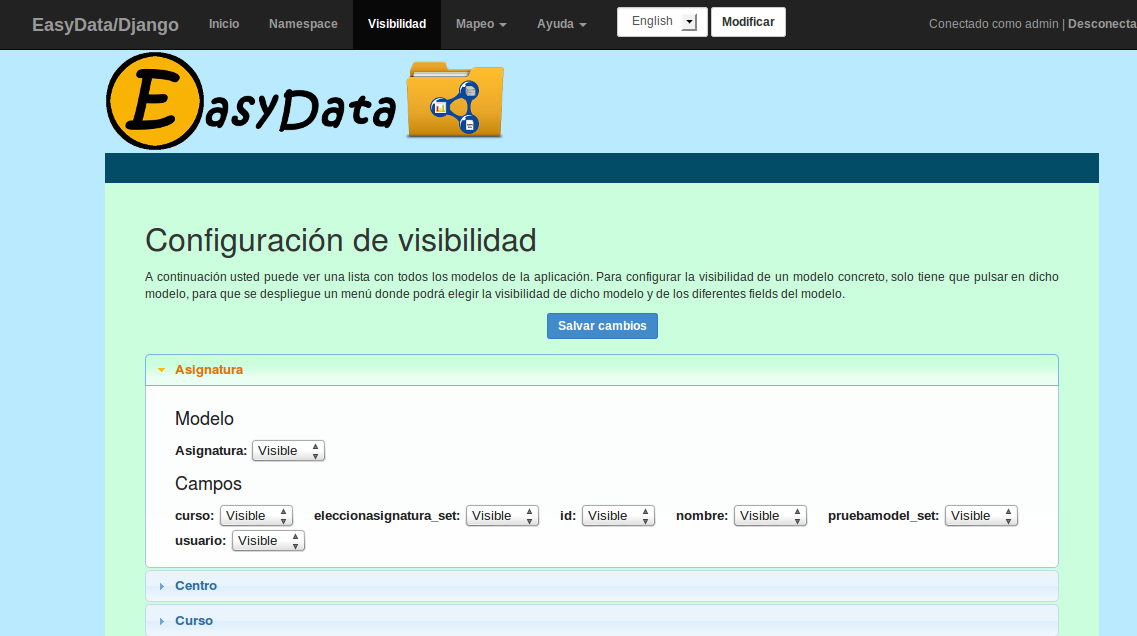 EasyData/Django Inicio Namespace Visibilidad Mapeo Ayuda English Modificar Conectado como admin | Desconecta
EasyData
Configuración de visibilidad
A continuación usted puede ver una lista con todos los modelos de la aplicación. Para configurar la visibilidad de un modelo concreto, solo tiene que pulsar en dicho
modelo, para que se despliegue un menú donde podrá elegir la visibilidad de dicho modelo y de los diferentes fields del modelo.
Salvar cambios
Asignatura
Modelo
Asignatura: Visible
Campos
curso: Visible eleccionasignatura_set: Visible id: Visible nombre: Visible pruebamodel_set: Visible
usuario: Visible
Centro
Curso